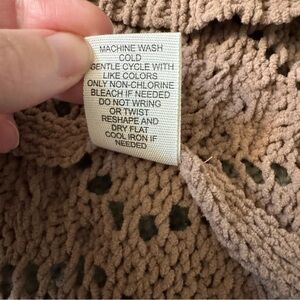 MACHINE WASH
COLD
GENTLE CYCLE WITH
LIKE COLORS
ONLY NON-CHLORINE
BLEACH IF NEEDED
DO NOT WRING
OR TWIST
RESHAPE AND
DRY FLAT
COOL IRON IF
NEEDED